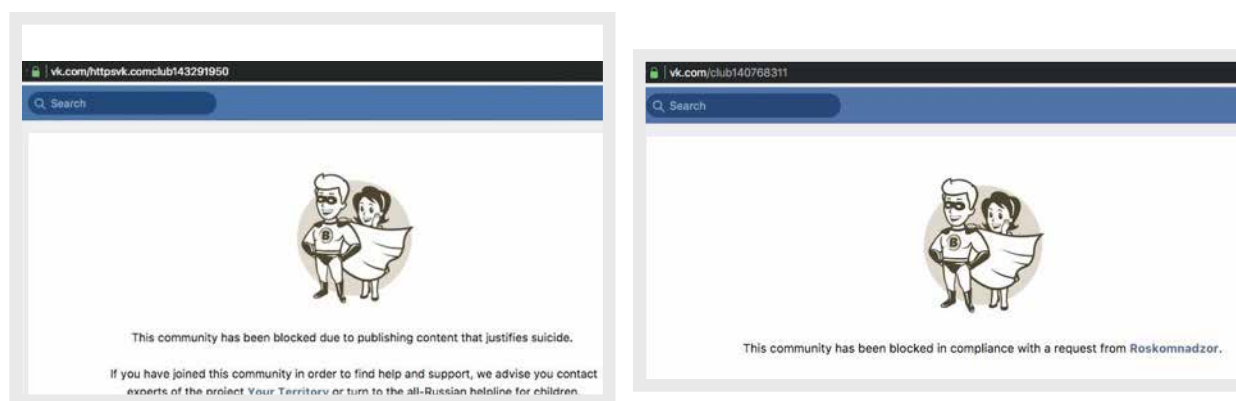 vk.com/httpsvk.comclub143291950
Search
B
This community has been blocked due to publishing content that justifies suicide.
If you have joined this community in order to find help and support, we advise you contact
experts of the project Your Territory or turn to the all-Russian helpline for children.
vk.com/club140768311
Search
B
This community has been blocked in compliance with a request from Roskomnadzor.